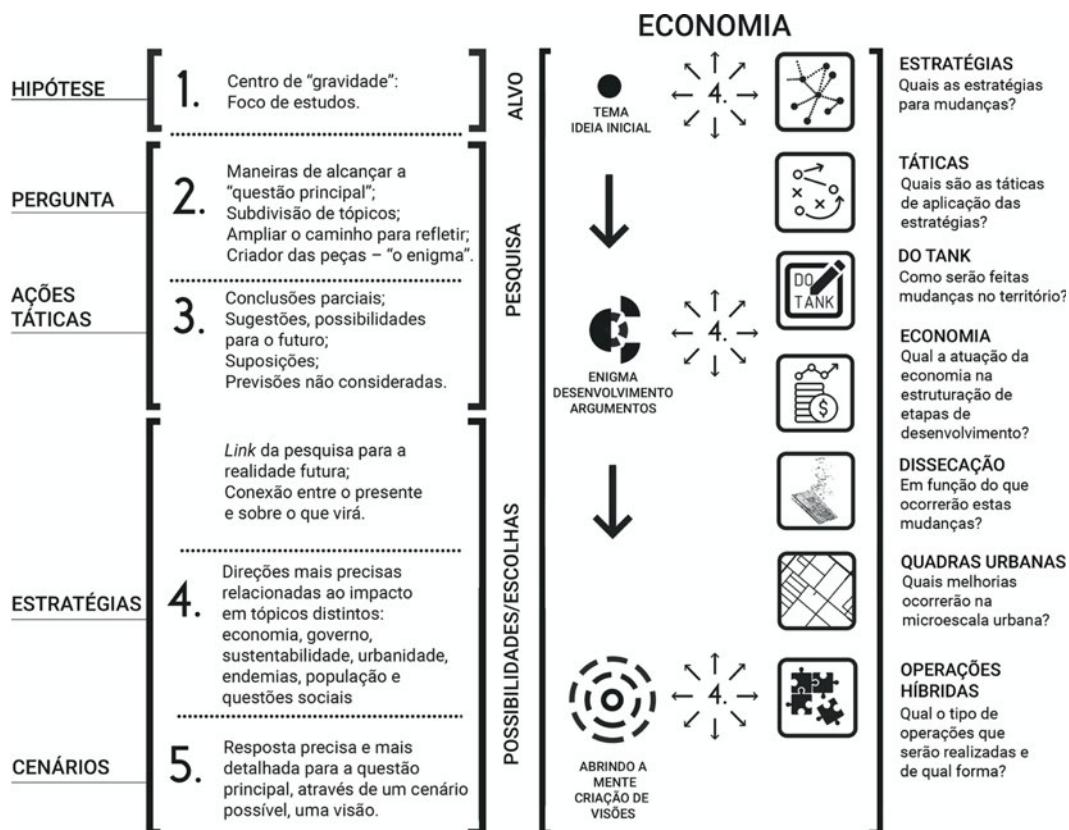 ECONOMIA
HIPÓTESE
1.
Centro de “gravidade”:
Foco de estudos.
PERGUNTA
2.
Maneiras de alcançar a
“questão principal”;
Subdivisão de tópicos;
Ampliar o caminho para refletir;
Criador das peças – “o enigma”.
AÇÕES
TÁTICAS
3.
Conclusões parciais;
Sugestões, possibilidades
para o futuro;
Suposições;
Previsões não consideradas.
Link da pesquisa para a
realidade futura;
Conexão entre o presente
e sobre o que virá.
ESTRATÉGIAS
4.
Direções mais precisas
relacionadas ao impacto
em tópicos distintos:
economia, governo,
sustentabilidade, urbanidade,
endemias, população e
questões sociais
CENÁRIOS
5.
Resposta precisa e mais
detalhada para a questão
principal, através de um cenário
possível, uma visão.
ALVO
PESQUISA
POSSIBILIDADES/ESCOLHAS
TEMA
IDEIA INICIAL
4.
ENIGMA
DESENVOLVIMENTO
ARGUMENTOS
4.
ABRINDO A
MENTE
CRIAÇÃO DE
VISÕES
4.
ESTRATÉGIAS
Quais as estratégias
para mudanças?
TÁTICAS
Quais são as táticas
de aplicação das
estratégias?
DO
TANK
DO TANK
Como serão feitas
mudanças no território?
$
ECONOMIA
Qual a atuação da
economia na
estruturação de
etapas de
desenvolvimento?
DISSECAÇÃO
Em função do que
ocorrerão estas
mudanças?
QUADRAS URBANAS
Quais melhorias
ocorrerão na
microescala urbana?
OPERAÇÕES
HÍBRIDAS
Qual o tipo de
operações que
serão realizadas e
de qual forma?